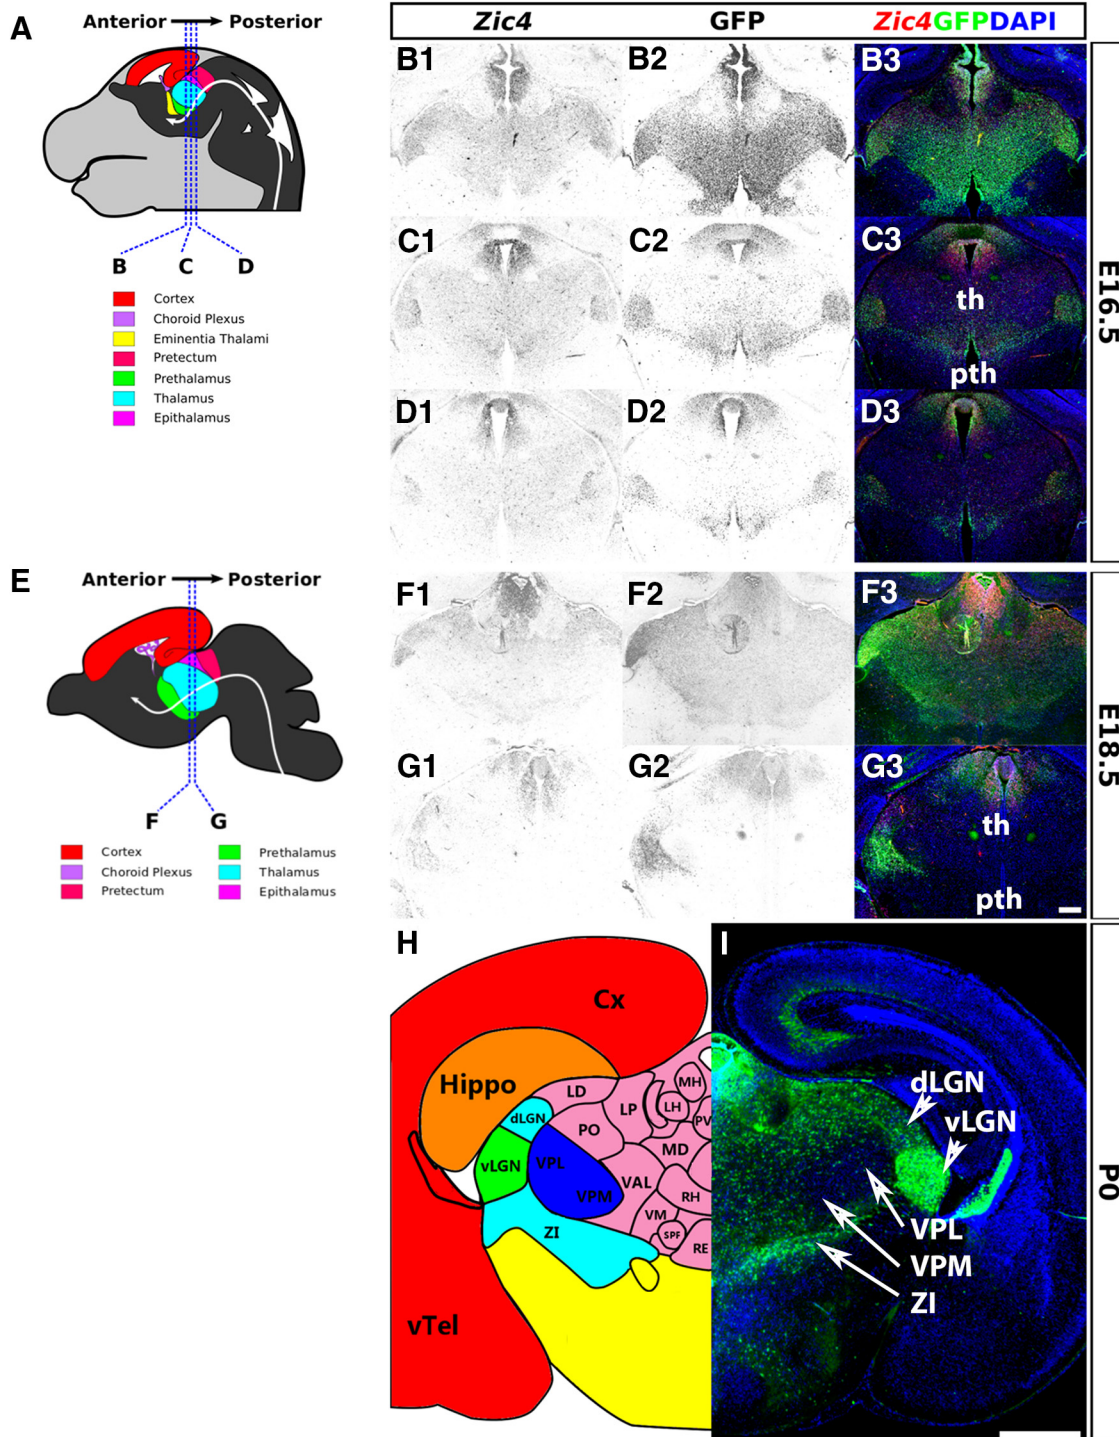 A
Anterior Posterior
B C D
Cortex
Choroid Plexus
Eminentia Thalami
Pretectum
Prethalamus
Thalamus
Epithalamus
Zic4 GFP Zic4GFPDAPI
B1 B2 B3
C1 C2 C3
th
pth
D1 D2 D3
E16.5
E
Anterior Posterior
F G
Cortex
Choroid Plexus
Pretectum
Prethalamus
Thalamus
Epithalamus
F1 F2 F3
G1 G2 G3
th
pth
E18.5
H
Cx
Hippo
LD
MH
dLGN
LP
LH
PV
PO
MD
vLGN
VPL
VAL
VPM
RH
VM
SPF
ZI
RE
vTel
I
dLGN
vLGN
VPL
VPM
ZI
P0